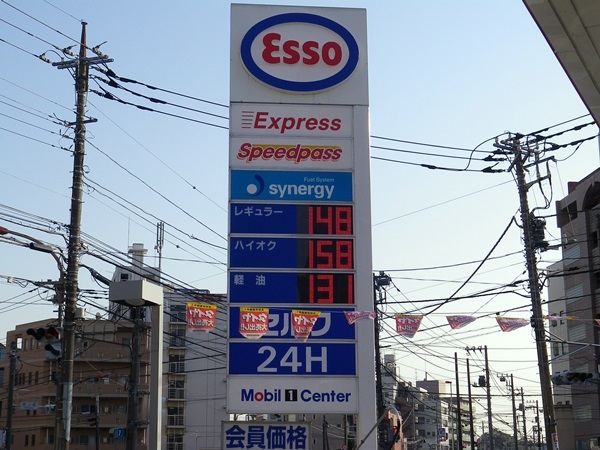 Esso
Express
Speedpass
Fuel System
synergy
レギュラー 148
ハイオク 158
軽油 131
セルフ
24H
Mobil 1 Center
会員価格